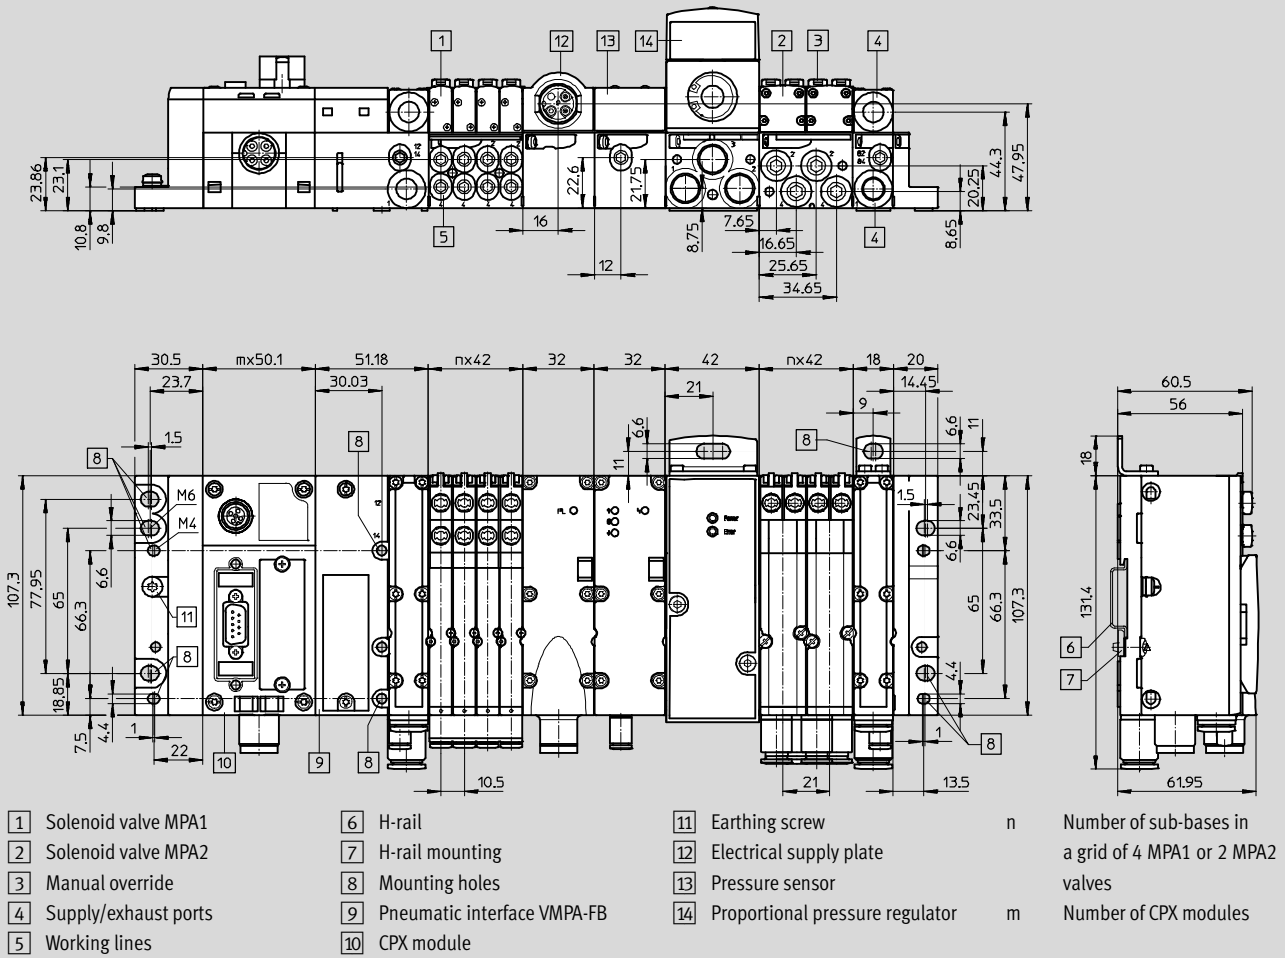 1 12 13 14 2 3 4
23.86
23.1
10.8
9.8
5
16
12
22.6
21.75
8.75
7.65
16.65
25.65
34.65
4
44.3
47.95
20.25
8.65
30.5 mx50.1 51.18 nx42 32 32 42 nx42 18 20
23.7 30.03 21 9 14.45
1.5
8
8
6.6
11
8
6.6
11
M6
M4
107.3
77.95
65
66.3
6.6
18.85
7.5
4.4
1
22
11
8
10
9
8
10.5
21
13.5
1
8
1.5
23.45
33.5
6.6
65
66.3
107.3
4.4
60.5
56
18
131.4
6
7
61.95
1 Solenoid valve MPA1
2 Solenoid valve MPA2
3 Manual override
4 Supply/exhaust ports
5 Working lines
6 H-rail
7 H-rail mounting
8 Mounting holes
9 Pneumatic interface VMPA-FB
10 CPX module
11 Earthing screw
12 Electrical supply plate
13 Pressure sensor
14 Proportional pressure regulator
n Number of sub-bases in
a grid of 4 MPA1 or 2 MPA2
valves
m Number of CPX modules